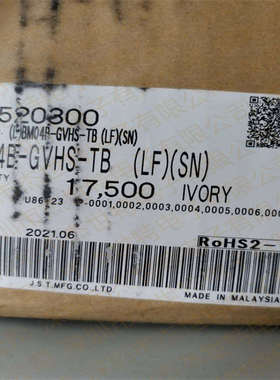 520300
(L)BM04B-GVHS-TB (LF)(SN)
4B-GVHS-TB (LF)(SN)
TY
17,500 IVORY
-0001,0002,0003,0004,0005,0006,00
2021.06
RoHS2-
J.S.T.MFG.CO.,LTD
MADE IN MALAYSIA